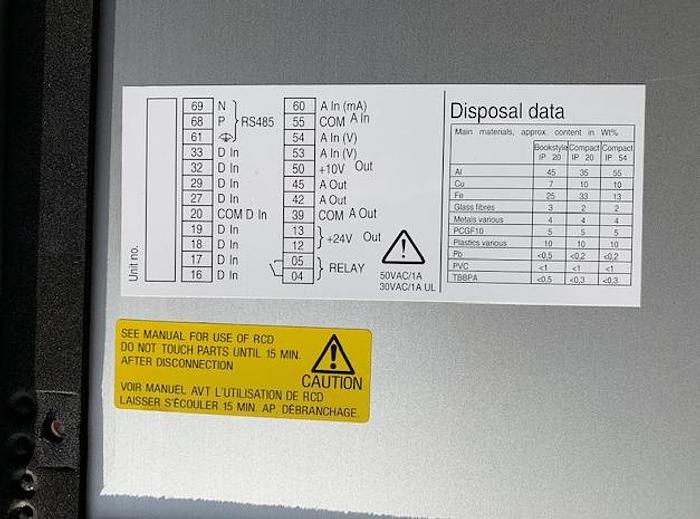 Unit no.
69 N
68 P RS485
61
33 D In
32 D In
29 D In
27 D In
20 COM D In
19 D In
18 D In
17 D In
16 D In
60 A In (mA)
55 COM A In
54 A In (V)
53 A In (V)
50 +10V Out
45 A Out
42 A Out
39 COM A Out
13
12 +24V Out
05
04 RELAY
50VAC/1A
30VAC/1A UL
Disposal data
Main materials, approx. content in Wt%
Bookstyle Compact Compact
IP 20 IP 20 IP 54
Al 45 35 55
Cu 7 10 10
Fe 25 33 13
Glass fibres 3 2 2
Metals various 4 4 4
PCGF10 5 5 5
Plastics various 10 10 10
Pb <0,5 <0,2 <0,2
PVC <1 <1 <1
TBBPA <0,5 <0,3 <0,3
SEE MANUAL FOR USE OF RCD
DO NOT TOUCH PARTS UNTIL 15 MIN.
AFTER DISCONNECTION
CAUTION
VOIR MANUEL AVT L'UTILISATION DE RCD
LAISSER S'ÉCOULER 15 MIN. AP. DÉBRANCHAGE.